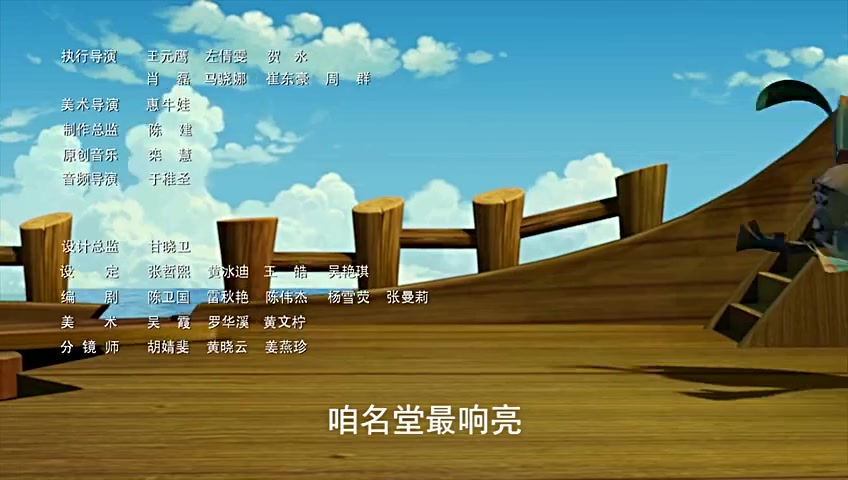 执行导演 王元鹰 左倩雯 贺永
肖磊 马骁娜 崔东豪 周群
美术导演 惠牛娃
制作总监 陈建
原创音乐 栾慧
音频导演 于稚圣
设计总监 甘晓卫
设定 张哲熙 黄冰迪 王皓 吴艳琪
编剧 陈卫国 雷秋艳 陈伟杰 杨雪荧 张曼莉
美术 吴霞 罗华溪 黄文柠
分镜师 胡婧斐 黄晓云 姜燕珍
咱名堂最响亮